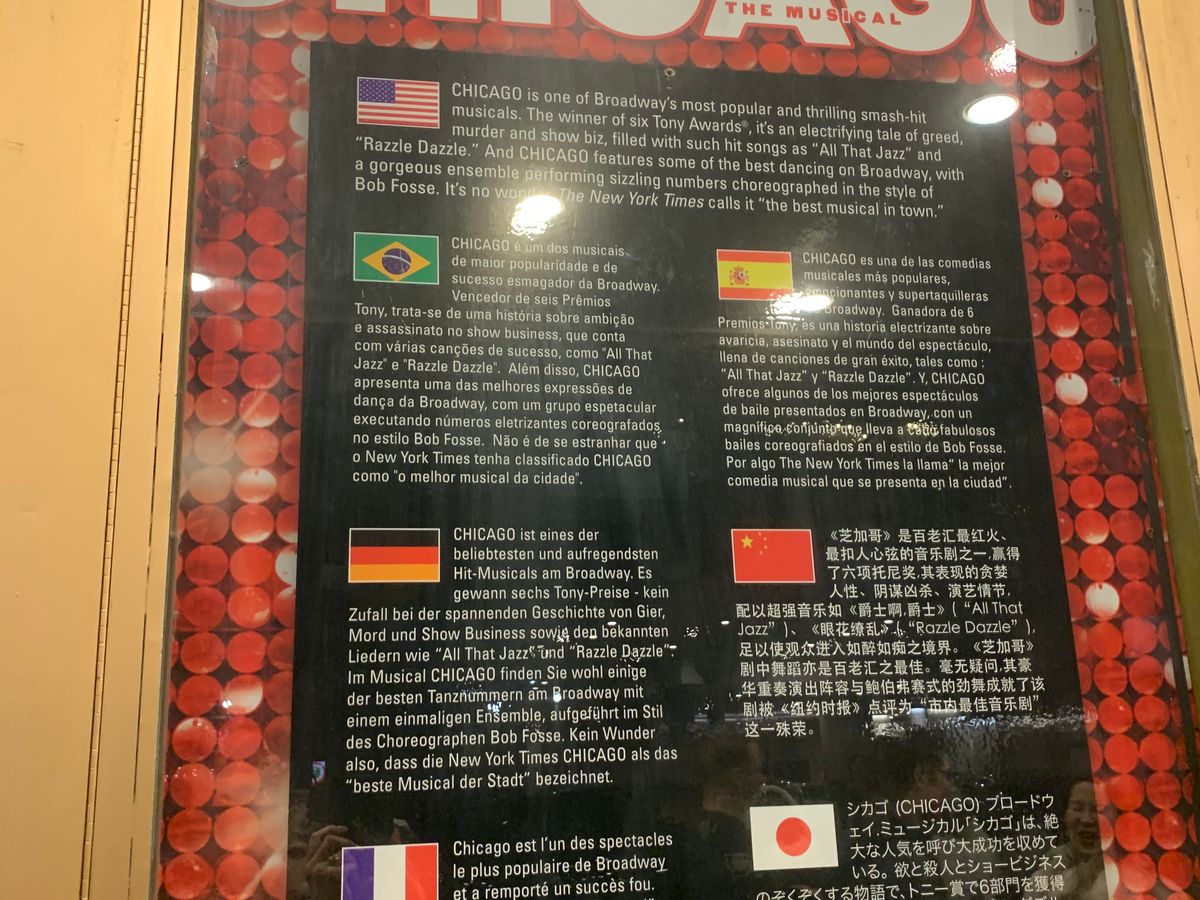 CHICAGO
THE MUSICAL
CHICAGO is one of Broadway's most popular and thrilling smash-hit
musicals. The winner of six Tony Awards®, it's an electrifying tale of greed,
murder and show biz, filled with such hit songs as "All That Jazz" and
"Razzle Dazzle." And CHICAGO features some of the best dancing on Broadway, with
a gorgeous ensemble performing sizzling numbers choreographed in the style of
Bob Fosse. It's no wonder The New York Times calls it "the best musical in town."
CHICAGO é um dos musicais
de maior popularidade e de
sucesso esmagador da Broadway.
Vencedor de seis Prêmios
Tony, trata-se de uma história sobre ambição
e assassinato no show business, que conta
com várias canções de sucesso, como "All That
Jazz" e "Razzle Dazzle". Além disso, CHICAGO
apresenta uma das melhores expressões de
dança da Broadway, com um grupo espetacular
executando números eletrizantes coreografados
no estilo Bob Fosse. Não é de se estranhar que
o New York Times tenha classificado CHICAGO
como "o melhor musical da cidade".
CHICAGO es una de las comedias
musicales más populares,
emocionantes y supertaquilleras
Broadway. Ganadora de 6
Premios Tony, es una historia electrizante sobre
avaricia, asesinato y el mundo del espectáculo,
llena de canciones de gran éxito, tales como :
"All That Jazz" y "Razzle Dazzle". Y, CHICAGO
ofrece algunos de los mejores espectáculos
de baile presentados en Broadway, con un
magnífico conjunto que lleva a cabo fabulosos
bailes coreografiados en el estilo de Bob Fosse.
Por algo The New York Times la llama" la mejor
comedia musical que se presenta en la ciudad".
CHICAGO ist eines der
beliebtesten und aufregendsten
Hit-Musicals am Broadway. Es
gewann sechs Tony-Preise - kein
Zufall bei der spannenden Geschichte von Gier,
Mord und Show Business sowie den bekannten
Liedern wie "All That Jazz" und "Razzle Dazzle".
Im Musical CHICAGO finden Sie wohl einige
der besten Tanznummern am Broadway mit
einem einmaligen Ensemble, aufgeführt im Stil
des Choreographen Bob Fosse. Kein Wunder
also, dass die New York Times CHICAGO als das
"beste Musical der Stadt" bezeichnet.
《芝加哥》是百老汇最红火、
最扣人心弦的音乐剧之一,赢得
了六项托尼奖,其表现的贪婪
人性、阴谋凶杀、演艺情节,
配以超强音乐如《爵士啊,爵士》("All That
Jazz")、《眼花缭乱》("Razzle Dazzle"),
足以使观众进入如醉如痴之境界。《芝加哥》
剧中舞蹈亦是百老汇之最佳。毫无疑问,其豪
华重奏演出阵容与鲍伯弗赛式的劲舞成就了该
剧被《纽约时报》点评为"市内最佳音乐剧"
这一殊荣。
Chicago est l'un des spectacles
le plus populaire de Broadway
et a remporté un succès fou.
シカゴ (CHICAGO) ブロードウ
ェイ.ミュージカル「シカゴ」は、絶
大な人気を呼び大成功を収めて
いる。欲と殺人とショービジネス
のぞくぞくする物語で、トニー賞で6部門を獲得